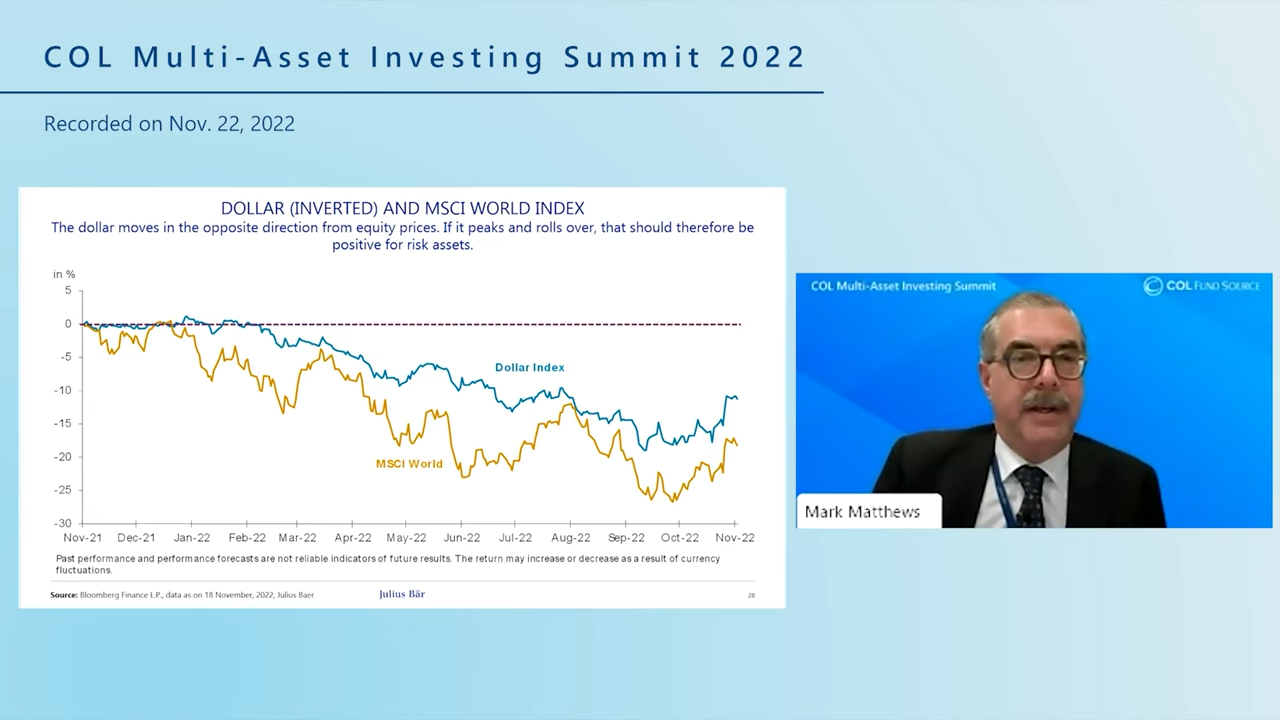 COL Multi-Asset Investing Summit 2022
Recorded on Nov. 22, 2022
DOLLAR (INVERTED) AND MSCI WORLD INDEX
The dollar moves in the opposite direction from equity prices. If it peaks and rolls over, that should therefore be
positive for risk assets.
in %
5
0
-5
-10
-15
-20
-25
-30
Dollar Index
MSCI World
Nov-21 Dec-21 Jan-22 Feb-22 Mar-22 Apr-22 May-22 Jun-22 Jul-22 Aug-22 Sep-22 Oct-22 Nov-22
Past performance and performance forecasts are not reliable indicators of future results. The return may increase or decrease as a result of currency
fluctuations.
Source: Bloomberg Finance L.P., data as on 18 November, 2022, Julius Baer
Julius Bär
28
COL Multi-Asset Investing Summit
COL FUND SOURCE
Mark Matthews